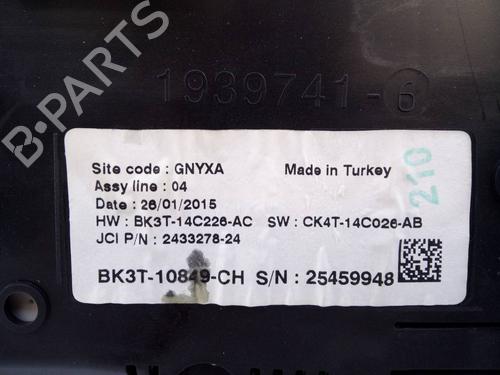 1939741-6
B-PARTS
Site code : GNYXA Made in Turkey
Assy line : 04
Date : 26/01/2015
HW : BK3T-14C226-AC SW : CK4T-14C026-AB
JCI P/N : 2433278-24
210
BK3T-10849-CH S/N : 25459948